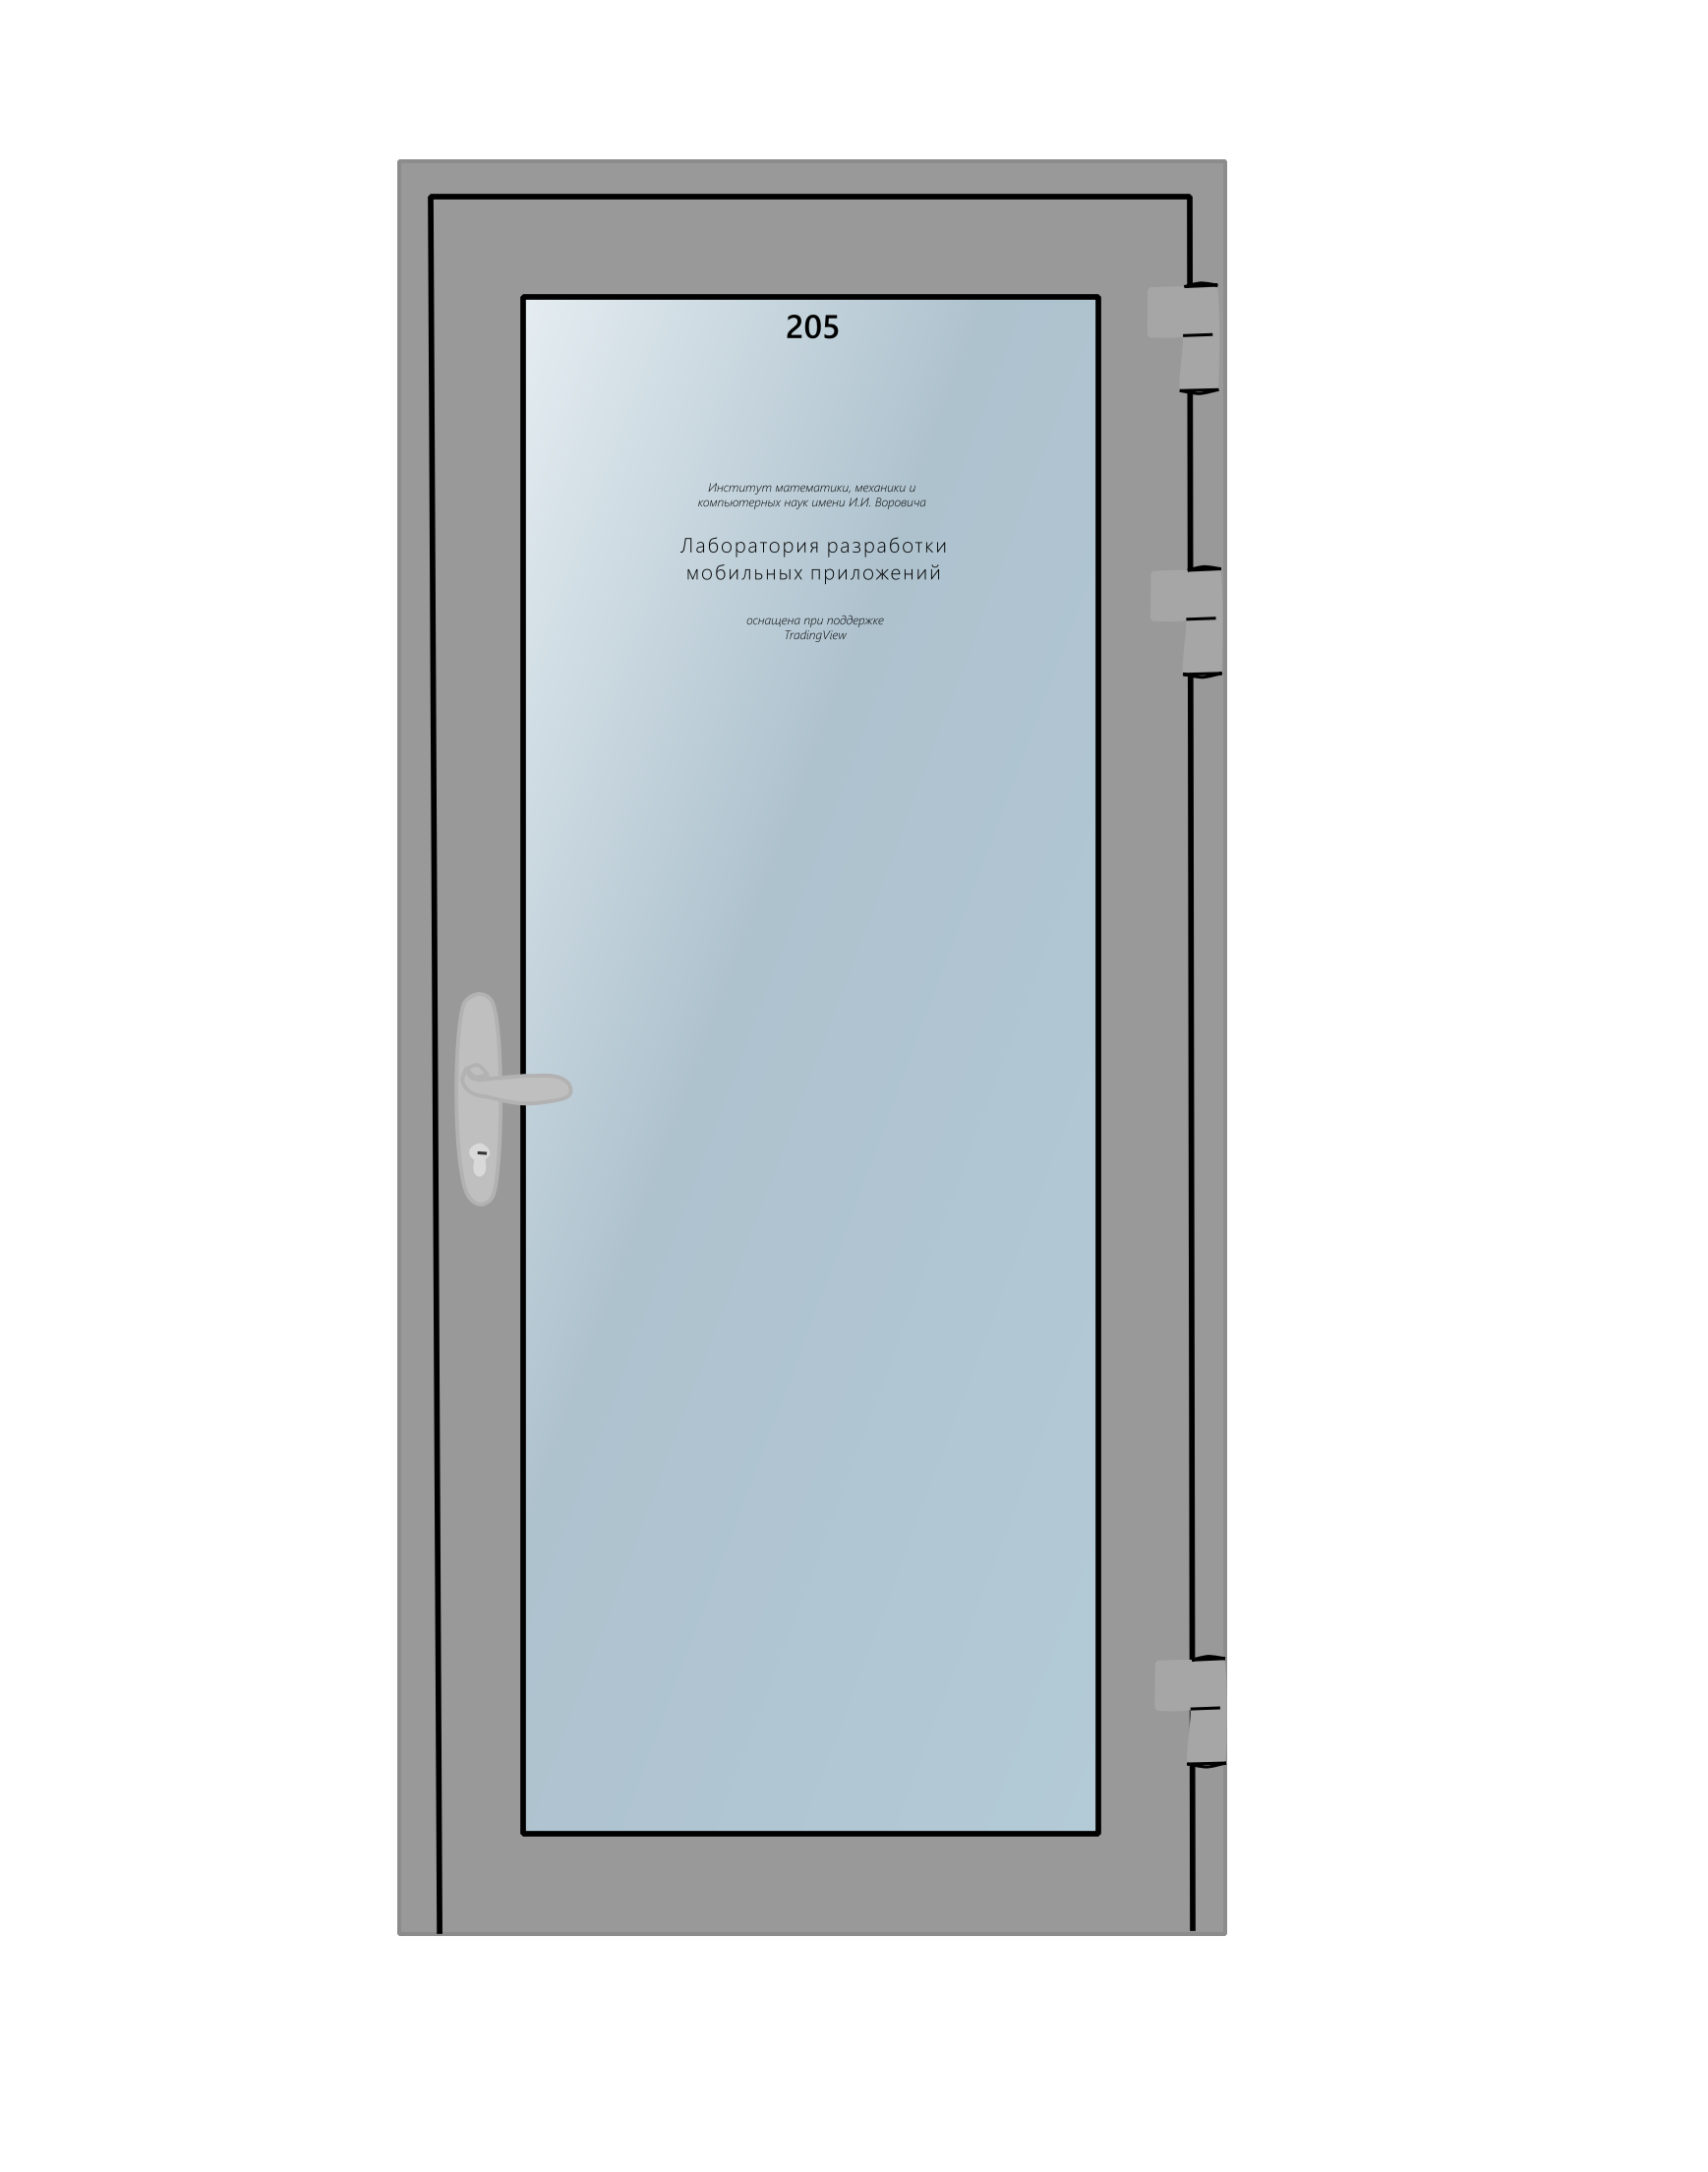 205
Институт математики, механики и
компьютерных наук имени И.И. Воровича
Лаборатория разработки
мобильных приложений
оснащена при поддержке
TradingView